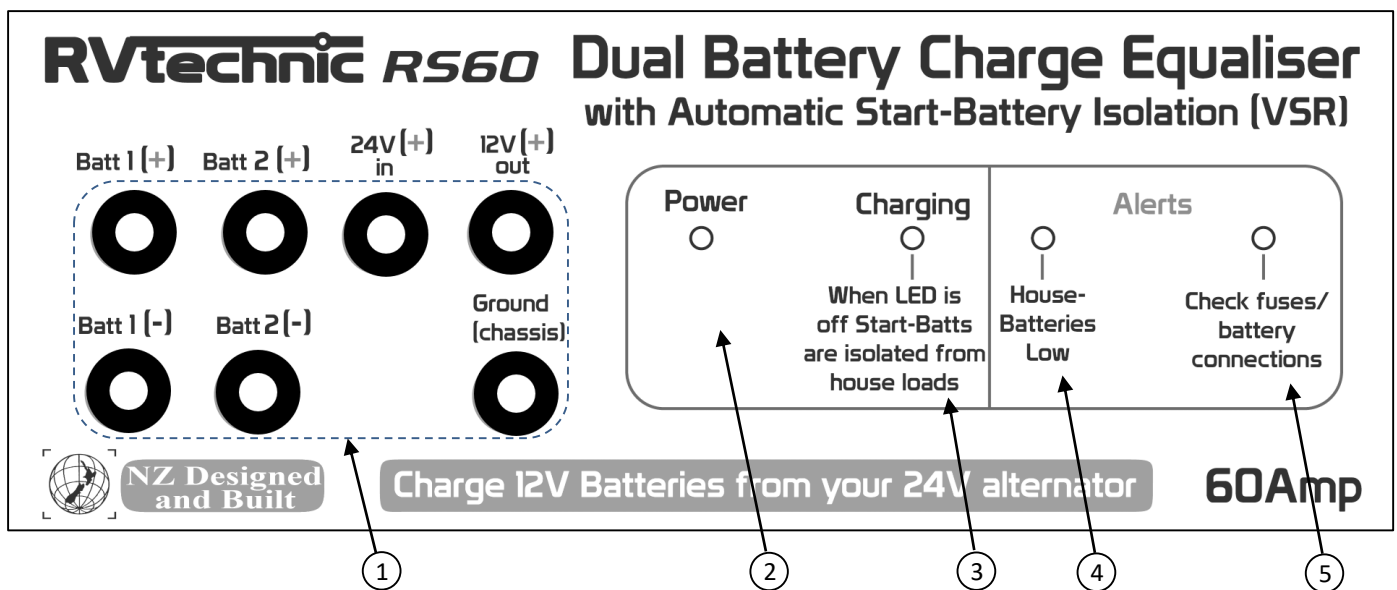 RVtechnic RS60
Dual Battery Charge Equaliser
with Automatic Start-Battery Isolation (VSR)
Batt 1 (+)
Batt 2 (+)
24V (+)
in
12V (+)
out
Batt 1 (-)
Batt 2 (-)
Ground
(chassis)
Power
Charging
When LED is
off Start-Batts
are isolated from
house loads
Alerts
House-
Batteries
Low
Check fuses/
battery
connections
NZ Designed
and Built
Charge 12V Batteries from your 24V alternator
60Amp
1
2
3
4
5